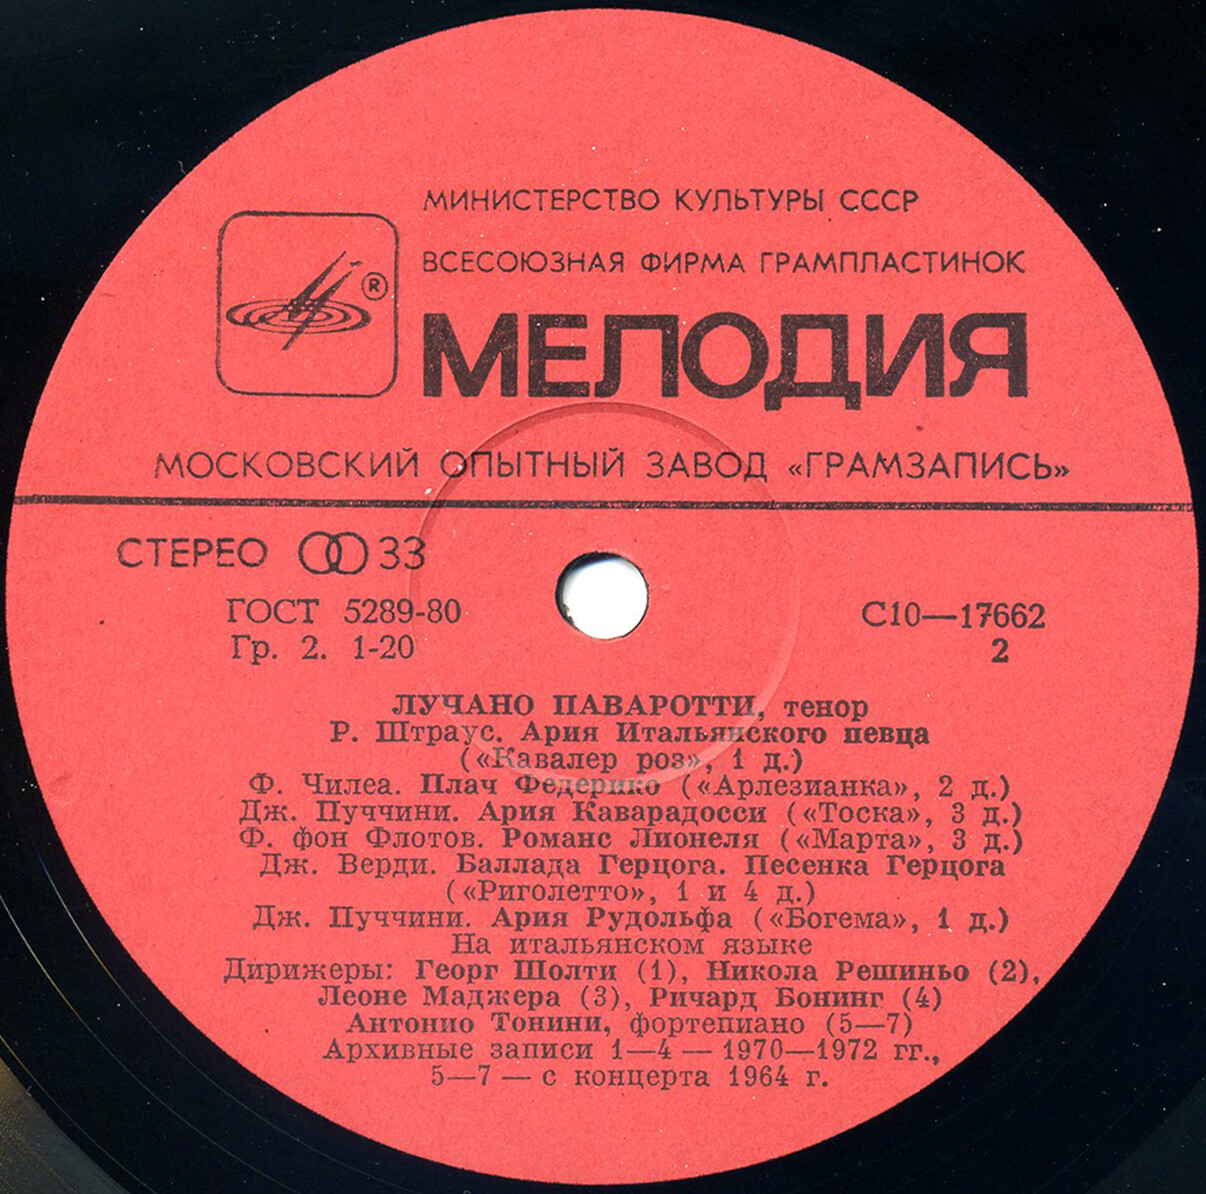 МИНИСТЕРСТВО КУЛЬТУРЫ СССР
ВСЕСОЮЗНАЯ ФИРМА ГРАМПЛАСТИНОК
®
МЕЛОДИЯ
МОСКОВСКИЙ ОПЫТНЫЙ ЗАВОД «ГРАМЗАПИСЬ»
СТЕРЕО 33
ГОСТ 5289-80
Гр. 2. 1-20
С10—17662
2
ЛУЧАНО ПАВАРОТТИ, тенор
Р. Штраус. Ария Итальянского певца
(«Кавалер роз», 1 д.)
Ф. Чилеа. Плач Федерико («Арлезианка», 2 д.)
Дж. Пуччини. Ария Каварадосси («Тоска», 3 д.)
Ф. фон Флотов. Романс Лионеля («Марта», 3 д.)
Дж. Верди. Баллада Герцога. Песенка Герцога
(«Риголетто», 1 и 4 д.)
Дж. Пуччини. Ария Рудольфа («Богема», 1 д.)
На итальянском языке
Дирижеры: Георг Шолти (1), Никола Решиньо (2),
Леоне Маджера (3), Ричард Бонинг (4)
Антонио Тонини, фортепиано (5—7)
Архивные записи 1—4 — 1970—1972 гг.,
5—7 — с концерта 1964 г.